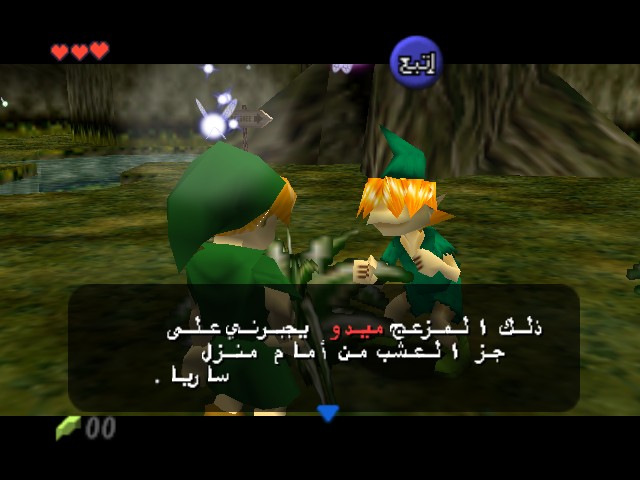 إتبع
ذلك المزعج ميدو يجبرني على
جز العشب من أمام منزل
ساريا .
00